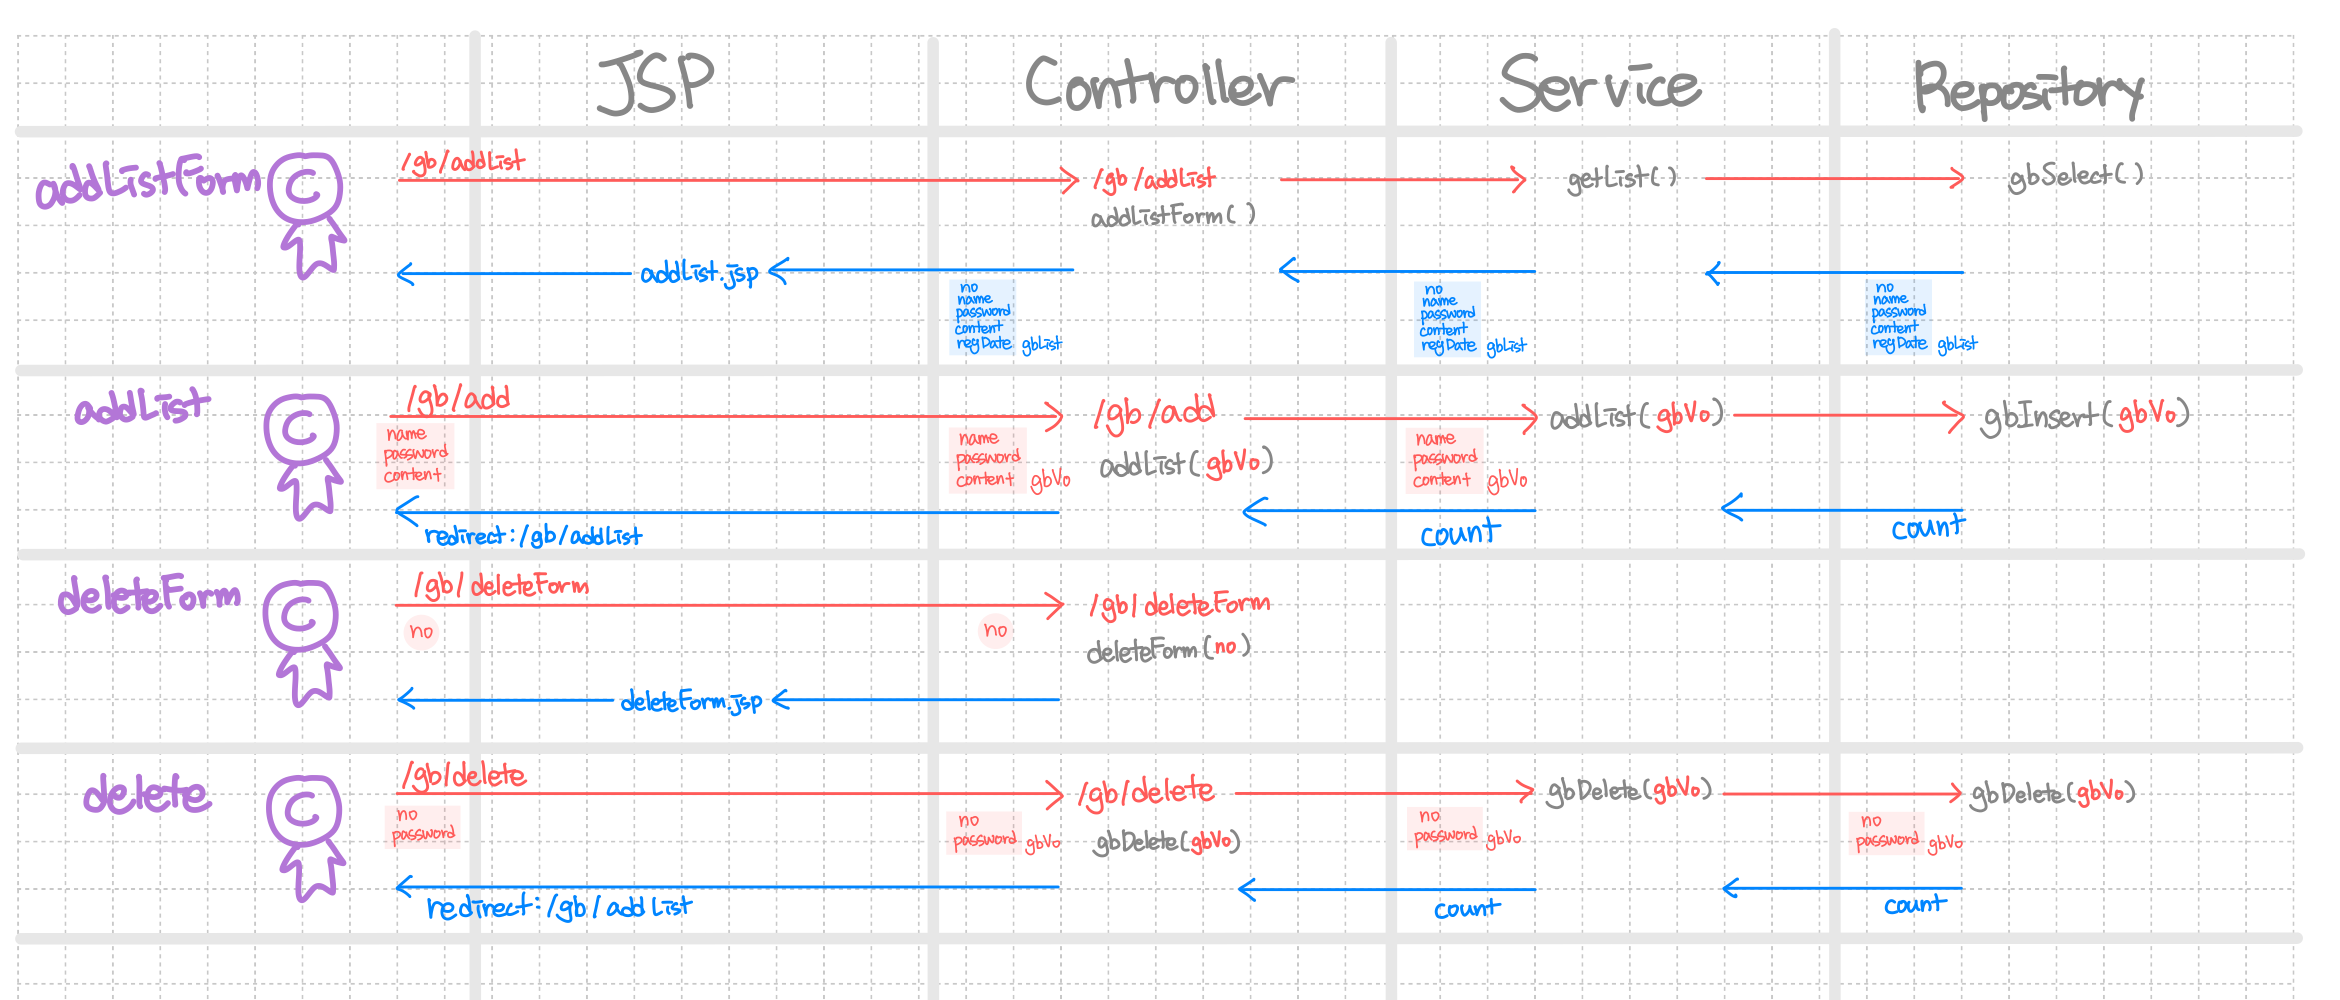 JSP
Controller
Service
Repository
addListForm
C
/gb/addList
/gb/addList
addListForm( )
getList( )
gbSelect( )
addList.jsp
no
name
password
content
regDate gbList
no
name
password
content
regDate gbList
no
name
password
content
regDate gbList
addList
C
/gb/add
name
password
content
name
password
content gbVo
/gb/add
addList(gbVo)
name
password
content gbVo
addList(gbVo)
gbInsert(gbVo)
redirect:/gb/addList
count
count
deleteForm
C
/gb/deleteForm
no
no
/gb/deleteForm
deleteForm(no)
deleteForm.jsp
delete
C
/gb/delete
no
password
no
password gbVo
/gb/delete
gbDelete(gbVo)
no
password gbVo
gbDelete(gbVo)
no
password gbVo
gbDelete(gbVo)
redirect:/gb/addList
count
count